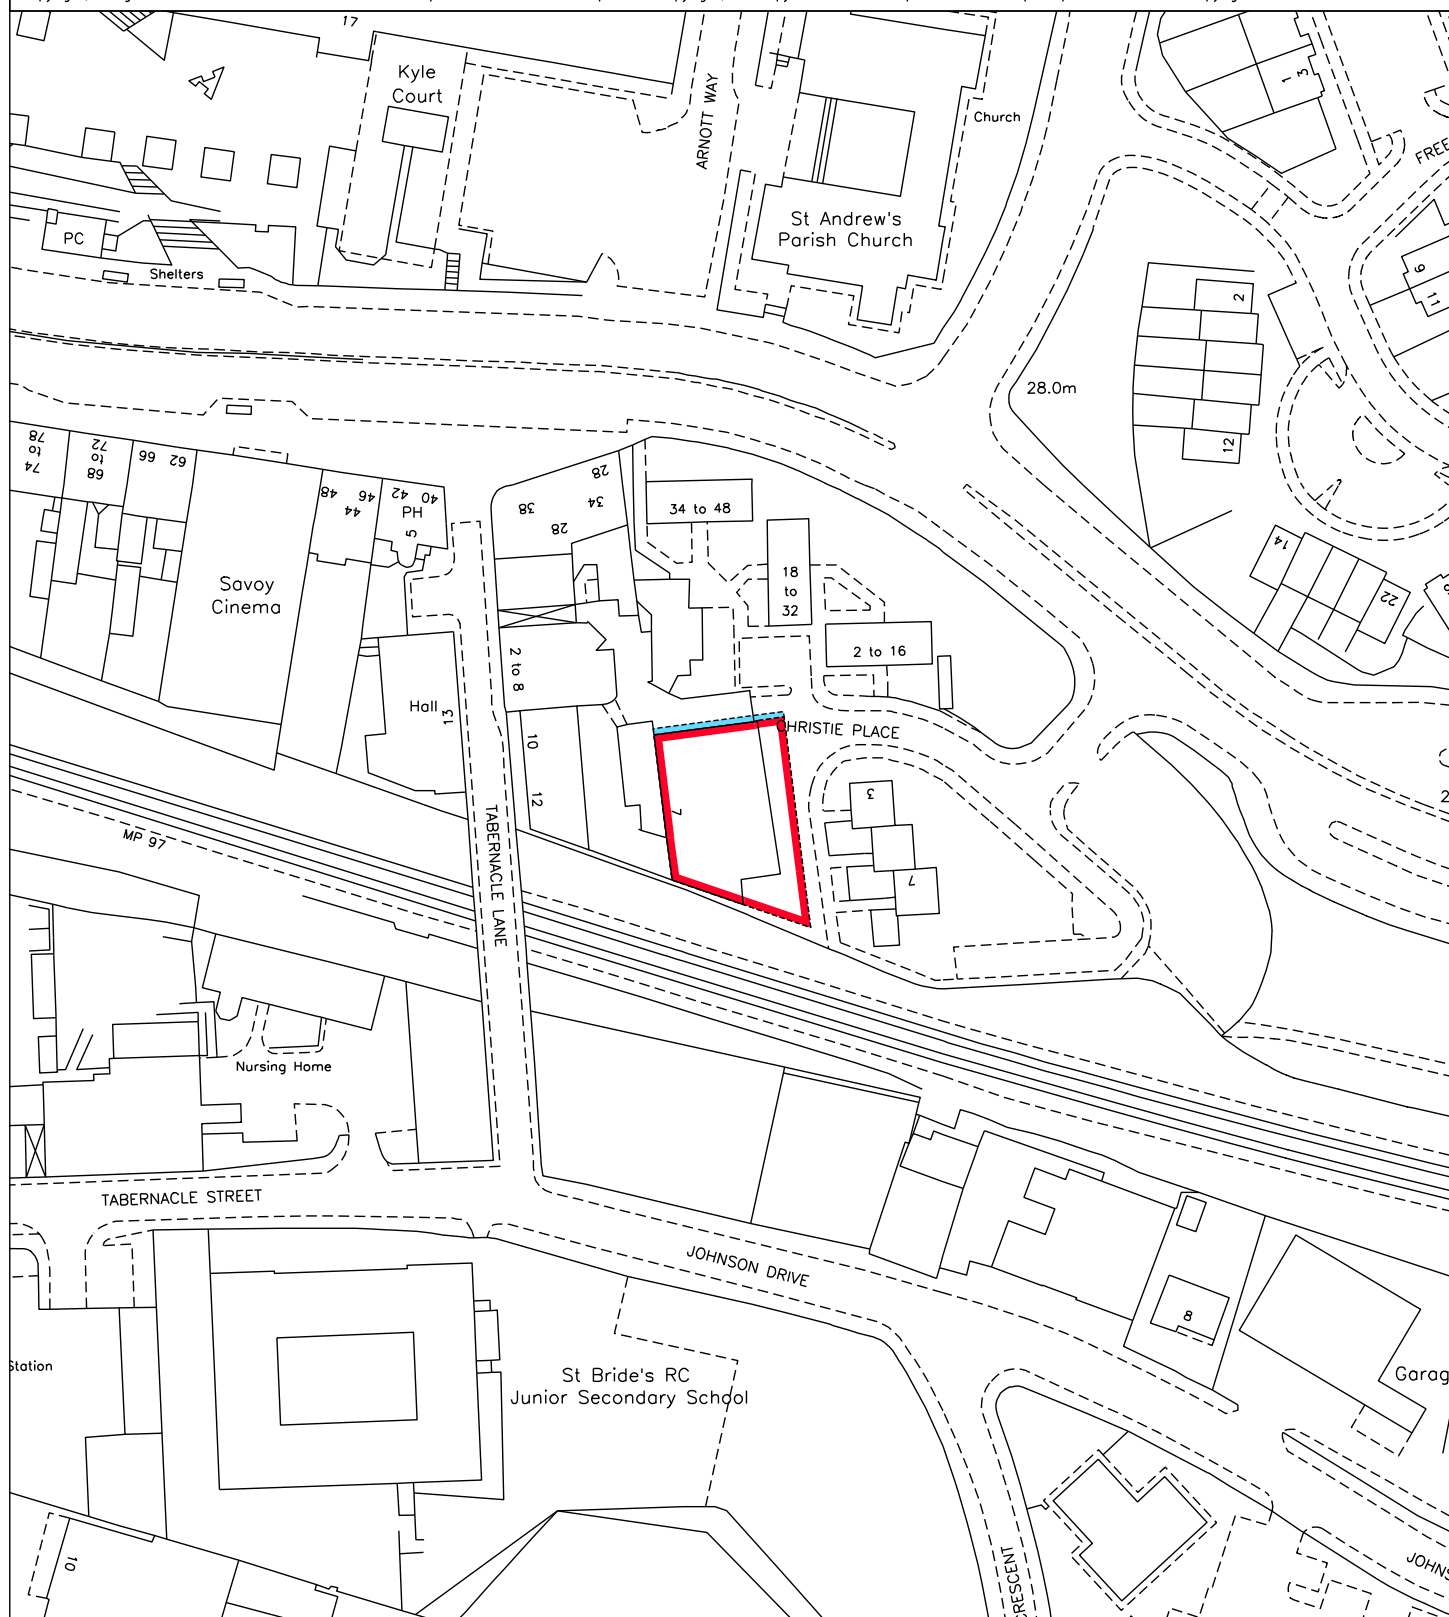 17
Kyle
Court
ARNOTT WAY
Church
1
3
FREE
St Andrew's
Parish Church
PC
Shelters
9
11
2
28.0m
12
78
to
74
72
to
68
66
62
48
46
44
42
40
PH
5
28
38
34
28
34 to 48
14
22
18
to
32
Savoy
Cinema
2 to 8
2 to 16
Hall
13
CHRISTIE PLACE
10
12
7
3
7
2
MP 97
TABERNACLE LANE
Nursing Home
TABERNACLE STREET
JOHNSON DRIVE
8
Station
St Bride's RC
Junior Secondary School
Garag
10
RESCENT
JOHNS